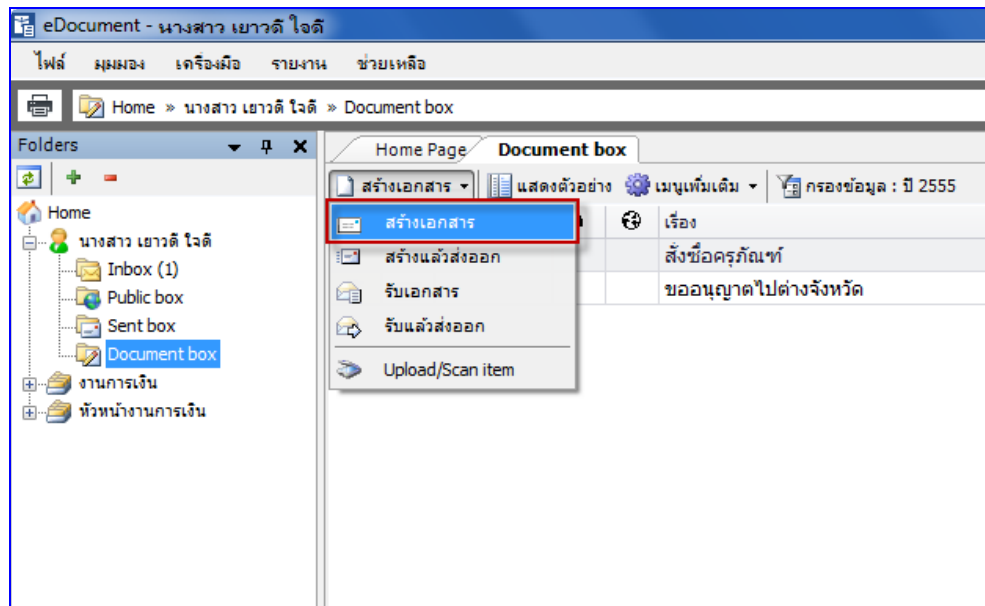 eDocument - นางสาว เยาวดี ใจดี
ไฟล์ มุมมอง เครื่องมือ รายงาน ช่วยเหลือ
Home » นางสาว เยาวดี ใจดี » Document box
Folders
Home
นางสาว เยาวดี ใจดี
Inbox (1)
Public box
Sent box
Document box
งานการเงิน
หัวหน้างานการเงิน
Home Page Document box
สร้างเอกสาร แสดงตัวอย่าง เมนูเพิ่มเติม กรองข้อมูล : ปี 2555
เรื่อง
สั่งซื้อครุภัณฑ์
ขออนุญาตไปต่างจังหวัด
สร้างเอกสาร
สร้างแล้วส่งออก
รับเอกสาร
รับแล้วส่งออก
Upload/Scan item